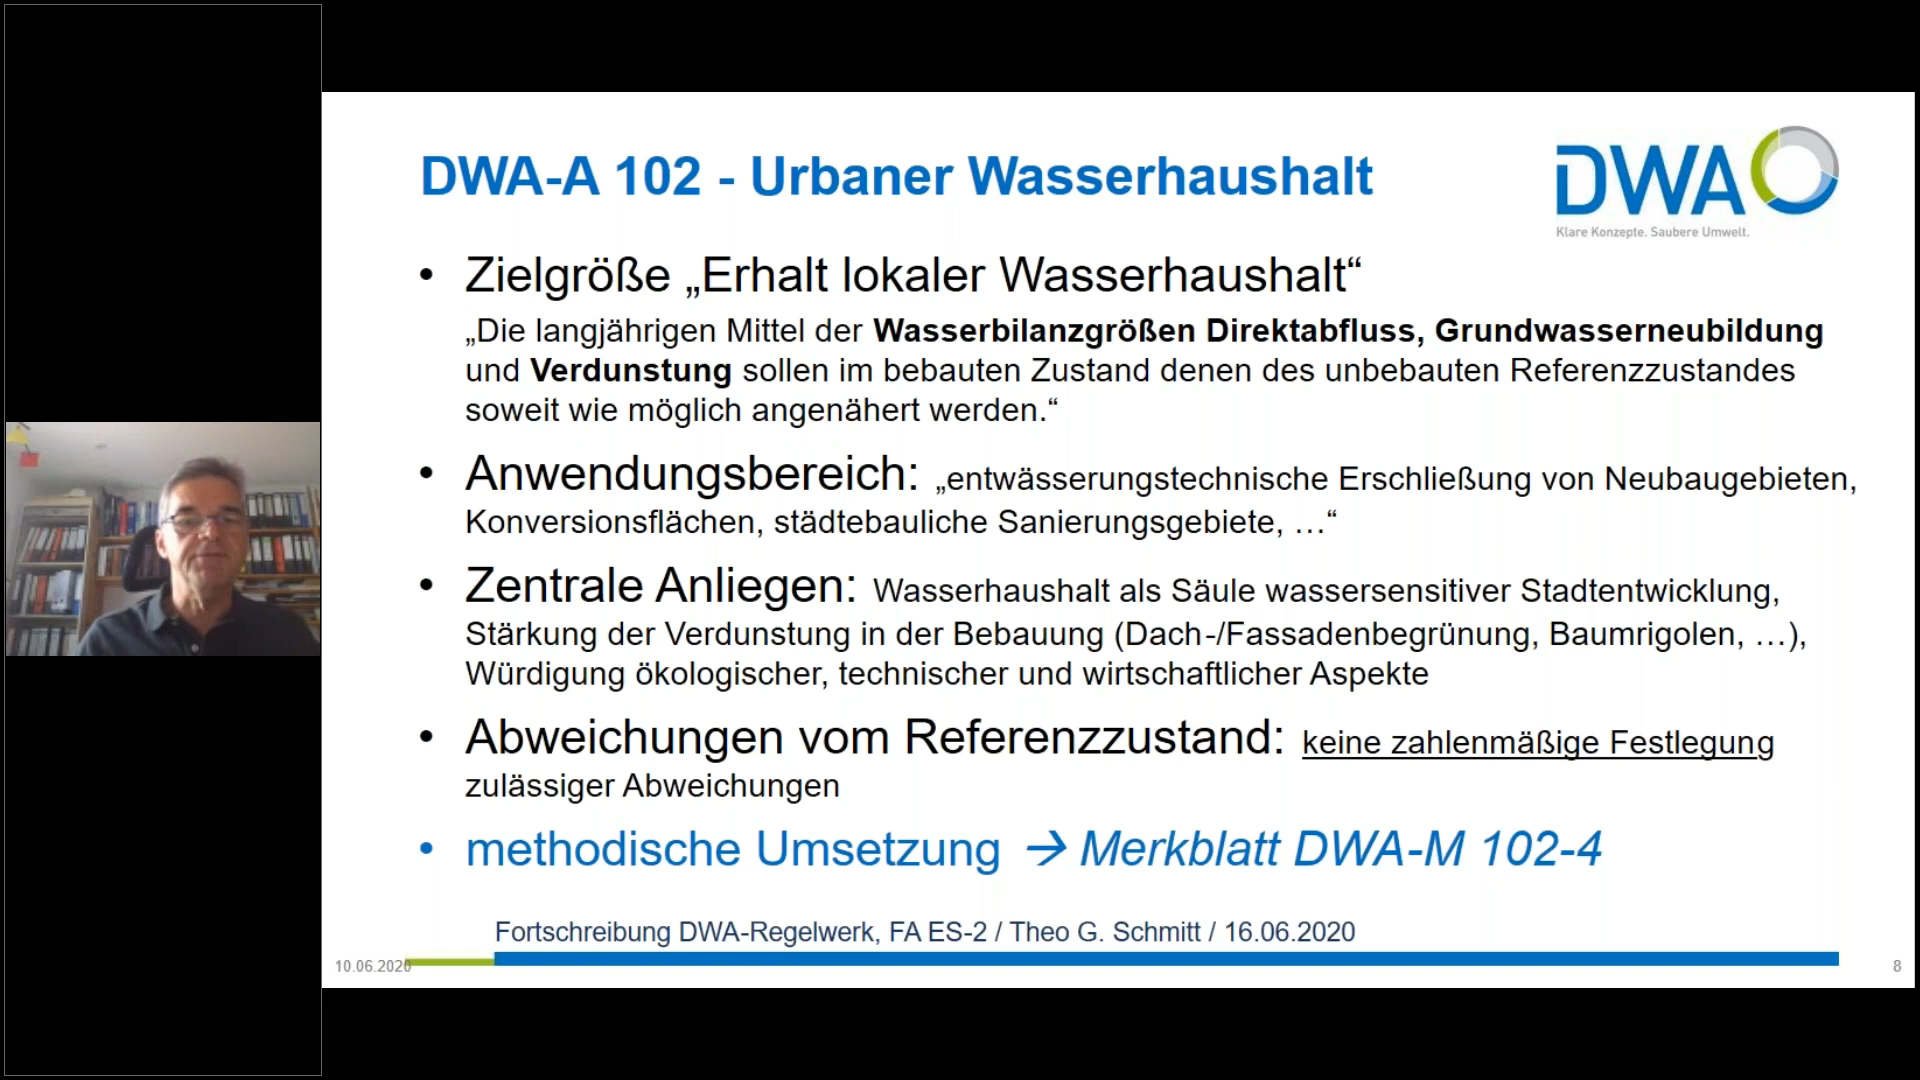 DWA-A 102 - Urbaner Wasserhaushalt
DWA
Klare Konzepte. Saubere Umwelt.
• Zielgröße „Erhalt lokaler Wasserhaushalt“
„Die langjährigen Mittel der Wasserbilanzgrößen Direktabfluss, Grundwasserneubildung
und Verdunstung sollen im bebauten Zustand denen des unbebauten Referenzzustandes
soweit wie möglich angenähert werden.“
• Anwendungsbereich: „entwässerungstechnische Erschließung von Neubaugebieten,
Konversionsflächen, städtebauliche Sanierungsgebiete, …“
• Zentrale Anliegen: Wasserhaushalt als Säule wassersensitiver Stadtentwicklung,
Stärkung der Verdunstung in der Bebauung (Dach-/Fassadenbegrünung, Baumrigolen, …),
Würdigung ökologischer, technischer und wirtschaftlicher Aspekte
• Abweichungen vom Referenzzustand: keine zahlenmäßige Festlegung
zulässiger Abweichungen
• methodische Umsetzung → Merkblatt DWA-M 102-4
Fortschreibung DWA-Regelwerk, FA ES-2 / Theo G. Schmitt / 16.06.2020
10.06.2020
8